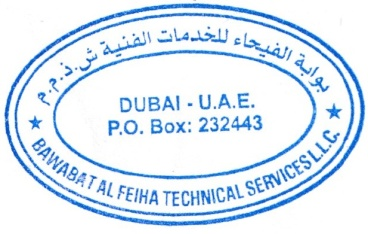 بوابة الفيحاء للخدمات الفنية ش.ذ.م.م
DUBAI - U.A.E.
P.O. Box: 232443
BAWABAT AL FEIHA TECHNICAL SERVICES L.L.C.